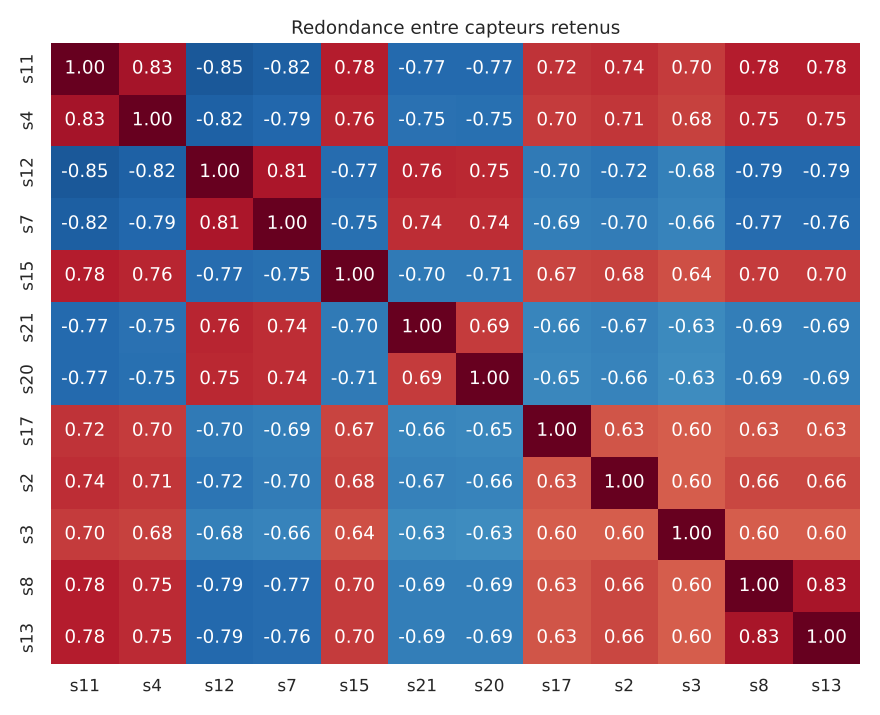 Redondance entre capteurs retenus
s11 1.00 0.83 -0.85 -0.82 0.78 -0.77 -0.77 0.72 0.74 0.70 0.78 0.78
s4 0.83 1.00 -0.82 -0.79 0.76 -0.75 -0.75 0.70 0.71 0.68 0.75 0.75
s12 -0.85 -0.82 1.00 0.81 -0.77 0.76 0.75 -0.70 -0.72 -0.68 -0.79 -0.79
s7 -0.82 -0.79 0.81 1.00 -0.75 0.74 0.74 -0.69 -0.70 -0.66 -0.77 -0.76
s15 0.78 0.76 -0.77 -0.75 1.00 -0.70 -0.71 0.67 0.68 0.64 0.70 0.70
s21 -0.77 -0.75 0.76 0.74 -0.70 1.00 0.69 -0.66 -0.67 -0.63 -0.69 -0.69
s20 -0.77 -0.75 0.75 0.74 -0.71 0.69 1.00 -0.65 -0.66 -0.63 -0.69 -0.69
s17 0.72 0.70 -0.70 -0.69 0.67 -0.66 -0.65 1.00 0.63 0.60 0.63 0.63
s2 0.74 0.71 -0.72 -0.70 0.68 -0.67 -0.66 0.63 1.00 0.60 0.66 0.66
s3 0.70 0.68 -0.68 -0.66 0.64 -0.63 -0.63 0.60 0.60 1.00 0.60 0.60
s8 0.78 0.75 -0.79 -0.77 0.70 -0.69 -0.69 0.63 0.66 0.60 1.00 0.83
s13 0.78 0.75 -0.79 -0.76 0.70 -0.69 -0.69 0.63 0.66 0.60 0.83 1.00
s11 s4 s12 s7 s15 s21 s20 s17 s2 s3 s8 s13